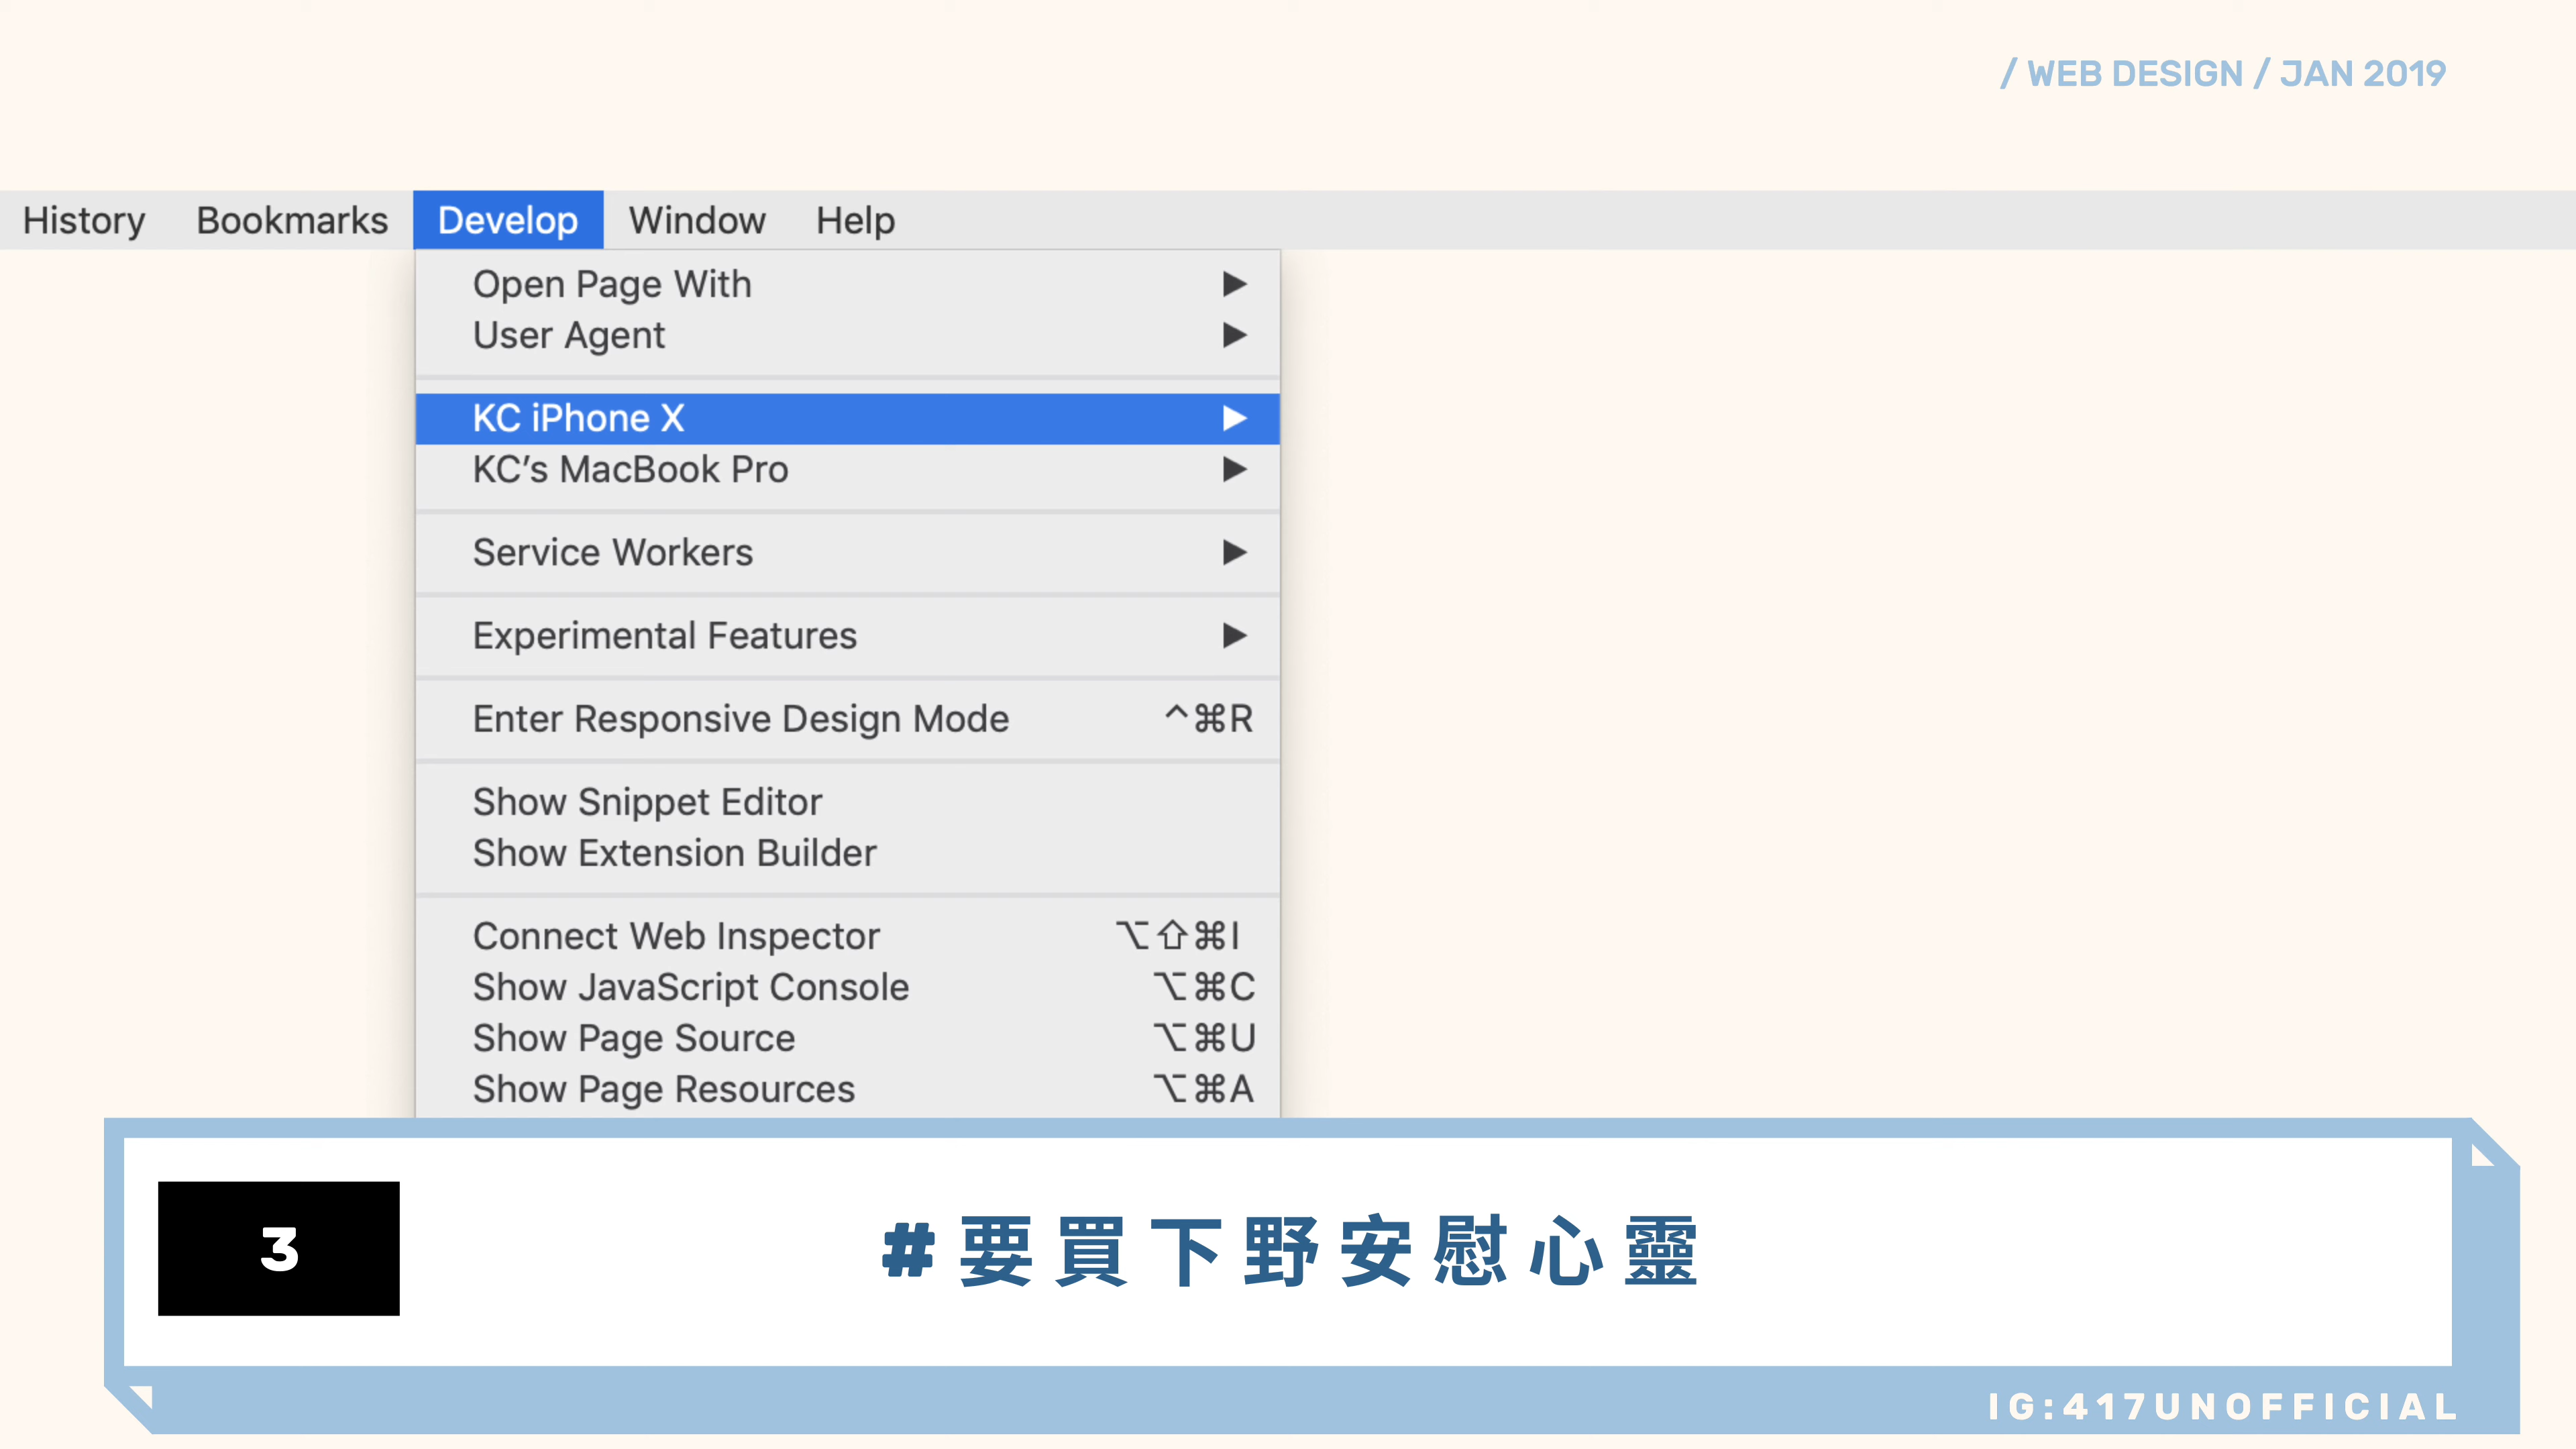 / WEB DESIGN / JAN 2019
History Bookmarks Develop Window Help
Open Page With ▶
User Agent ▶
KC iPhone X ▶
KC’s MacBook Pro ▶
Service Workers ▶
Experimental Features ▶
Enter Responsive Design Mode ^⌘R
Show Snippet Editor
Show Extension Builder
Connect Web Inspector ⌥⇧⌘I
Show JavaScript Console ⌥⌘C
Show Page Source ⌥⌘U
Show Page Resources ⌥⌘A
3
#要買下野安慰心靈
IG:417UNOFFICIAL